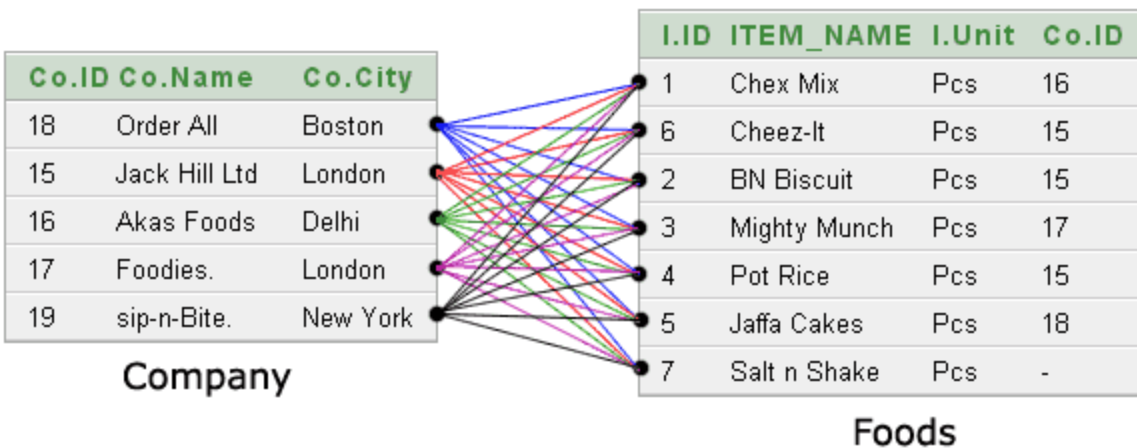 Co.ID Co.Name Co.City
18 Order All Boston
15 Jack Hill Ltd London
16 Akas Foods Delhi
17 Foodies. London
19 sip-n-Bite. New York
Company
I.ID ITEM_NAME I.Unit Co.ID
1 Chex Mix Pcs 16
6 Cheez-It Pcs 15
2 BN Biscuit Pcs 15
3 Mighty Munch Pcs 17
4 Pot Rice Pcs 15
5 Jaffa Cakes Pcs 18
7 Salt n Shake Pcs -
Foods